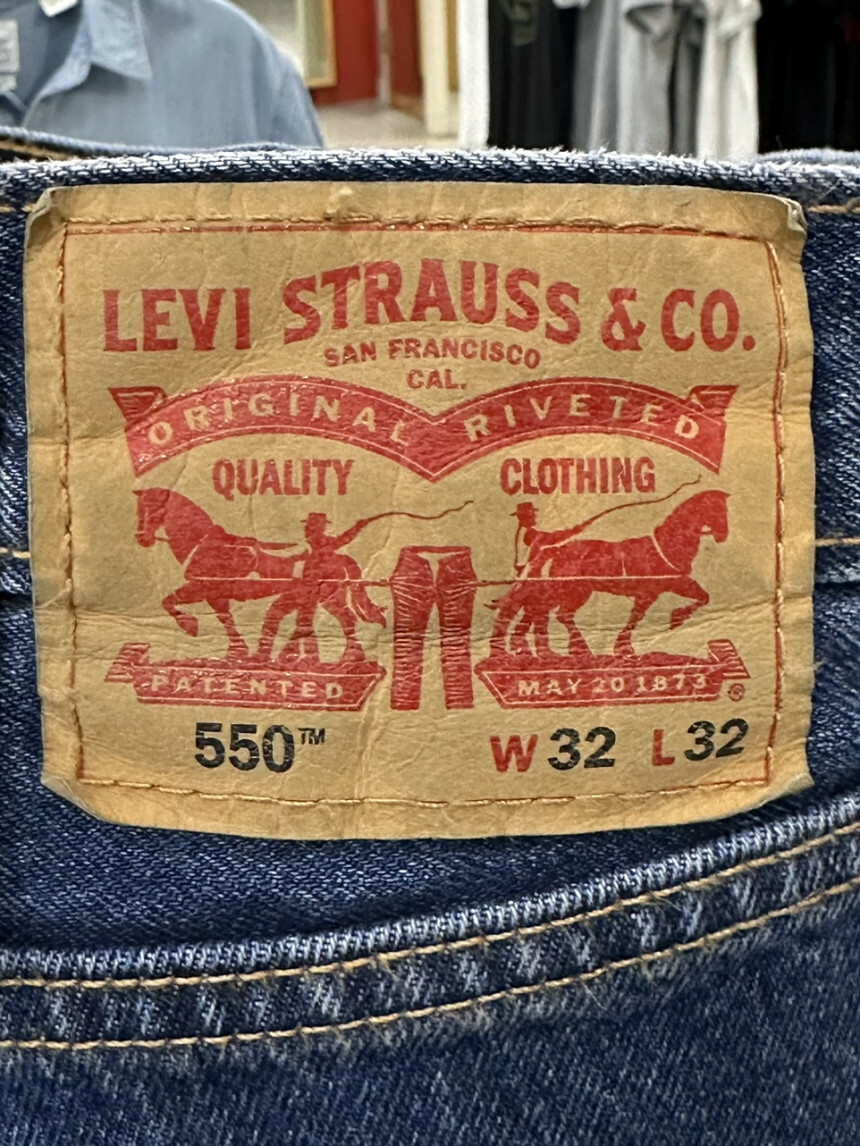 LEVI STRAUSS & CO.
SAN FRANCISCO
CAL.
ORIGINAL RIVETED
QUALITY CLOTHING
PATENTED MAY 20 1873 ®
550™ W 32 L 32